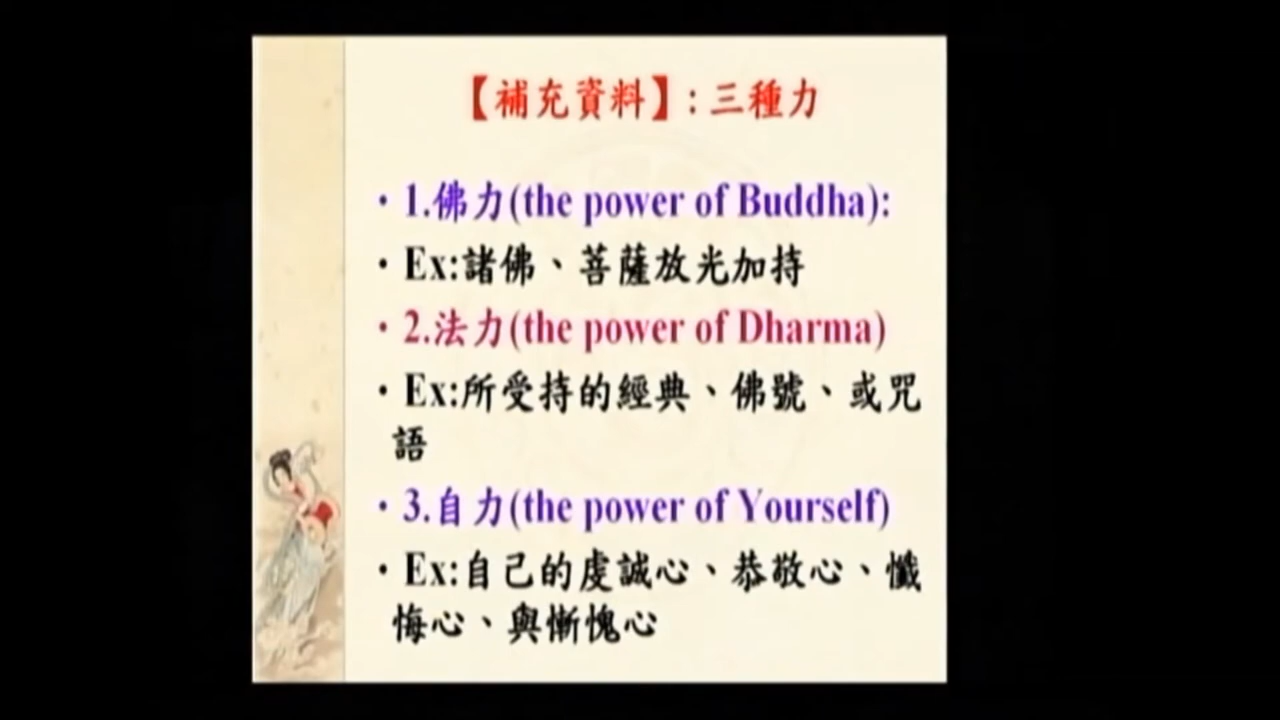 【補充資料】: 三種力
• 1.佛力(the power of Buddha):
• Ex:諸佛、菩薩放光加持
• 2.法力(the power of Dharma)
• Ex:所受持的經典、佛號、或咒
語
• 3.自力(the power of Yourself)
• Ex:自己的虔誠心、恭敬心、懺
悔心、與慚愧心